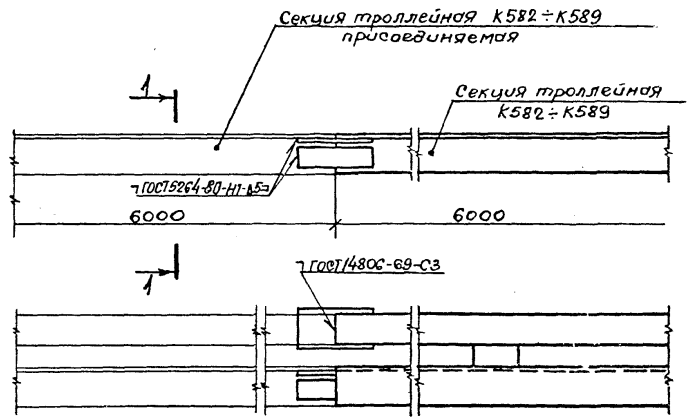 Секция троллейная К582÷К589
присоединяемая
1
Секция троллейная
К582÷К589
ГОСТ5264-80-Н1-⊿5
6000
6000
1
ГОСТ14806-69-С3